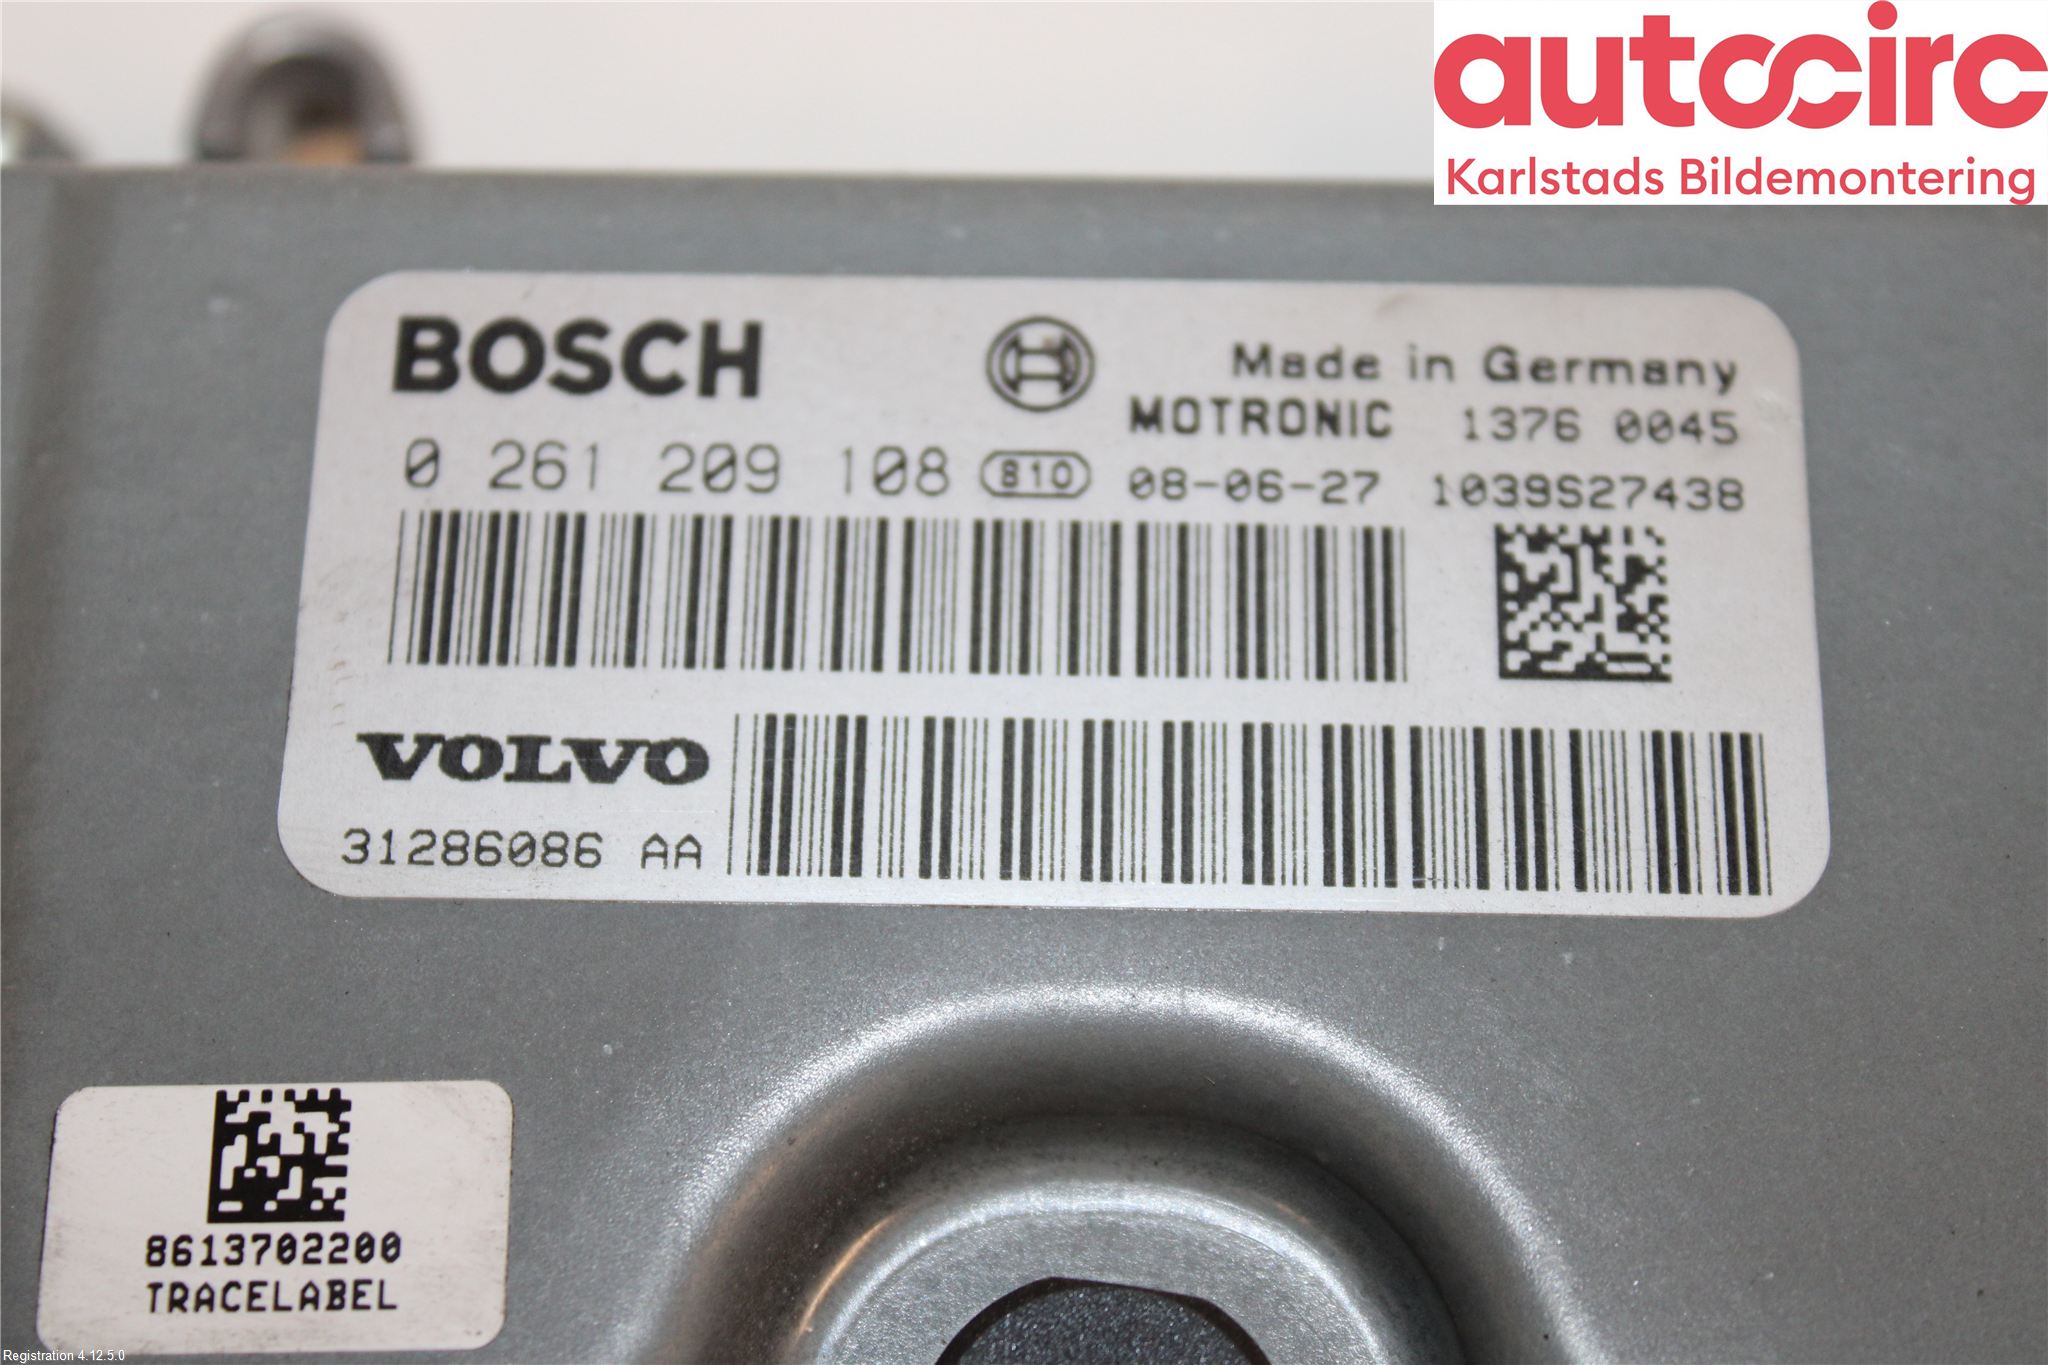 autocirc
Karlstads Bildemontering
BOSCH
Made in Germany
MOTRONIC 1376 0045
0 261 209 108 810 08-06-27 1039S27438
VOLVO
31286086 AA
8613702200
TRACELABEL
Registration 4.12.5.0